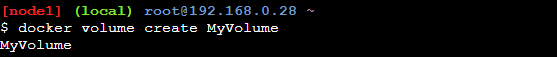 [node1] (local) root@192.168.0.28 ~
$ docker volume create MyVolume
MyVolume